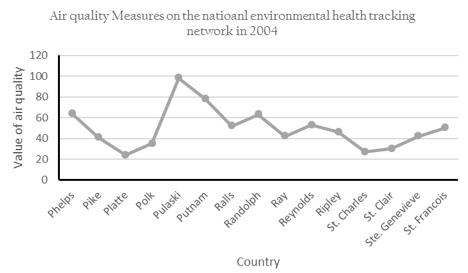 Air quality Measures on the natioanl environmental health tracking
network in 2004
Value of air quality
120
100
80
60
40
20
0
Phelps
Pike
Platte
Polk
Pulaski
Putnam
Ralls
Randolph
Ray
Reynolds
Ripley
St. Charles
St. Clair
Ste. Genevieve
St. Francois
Country